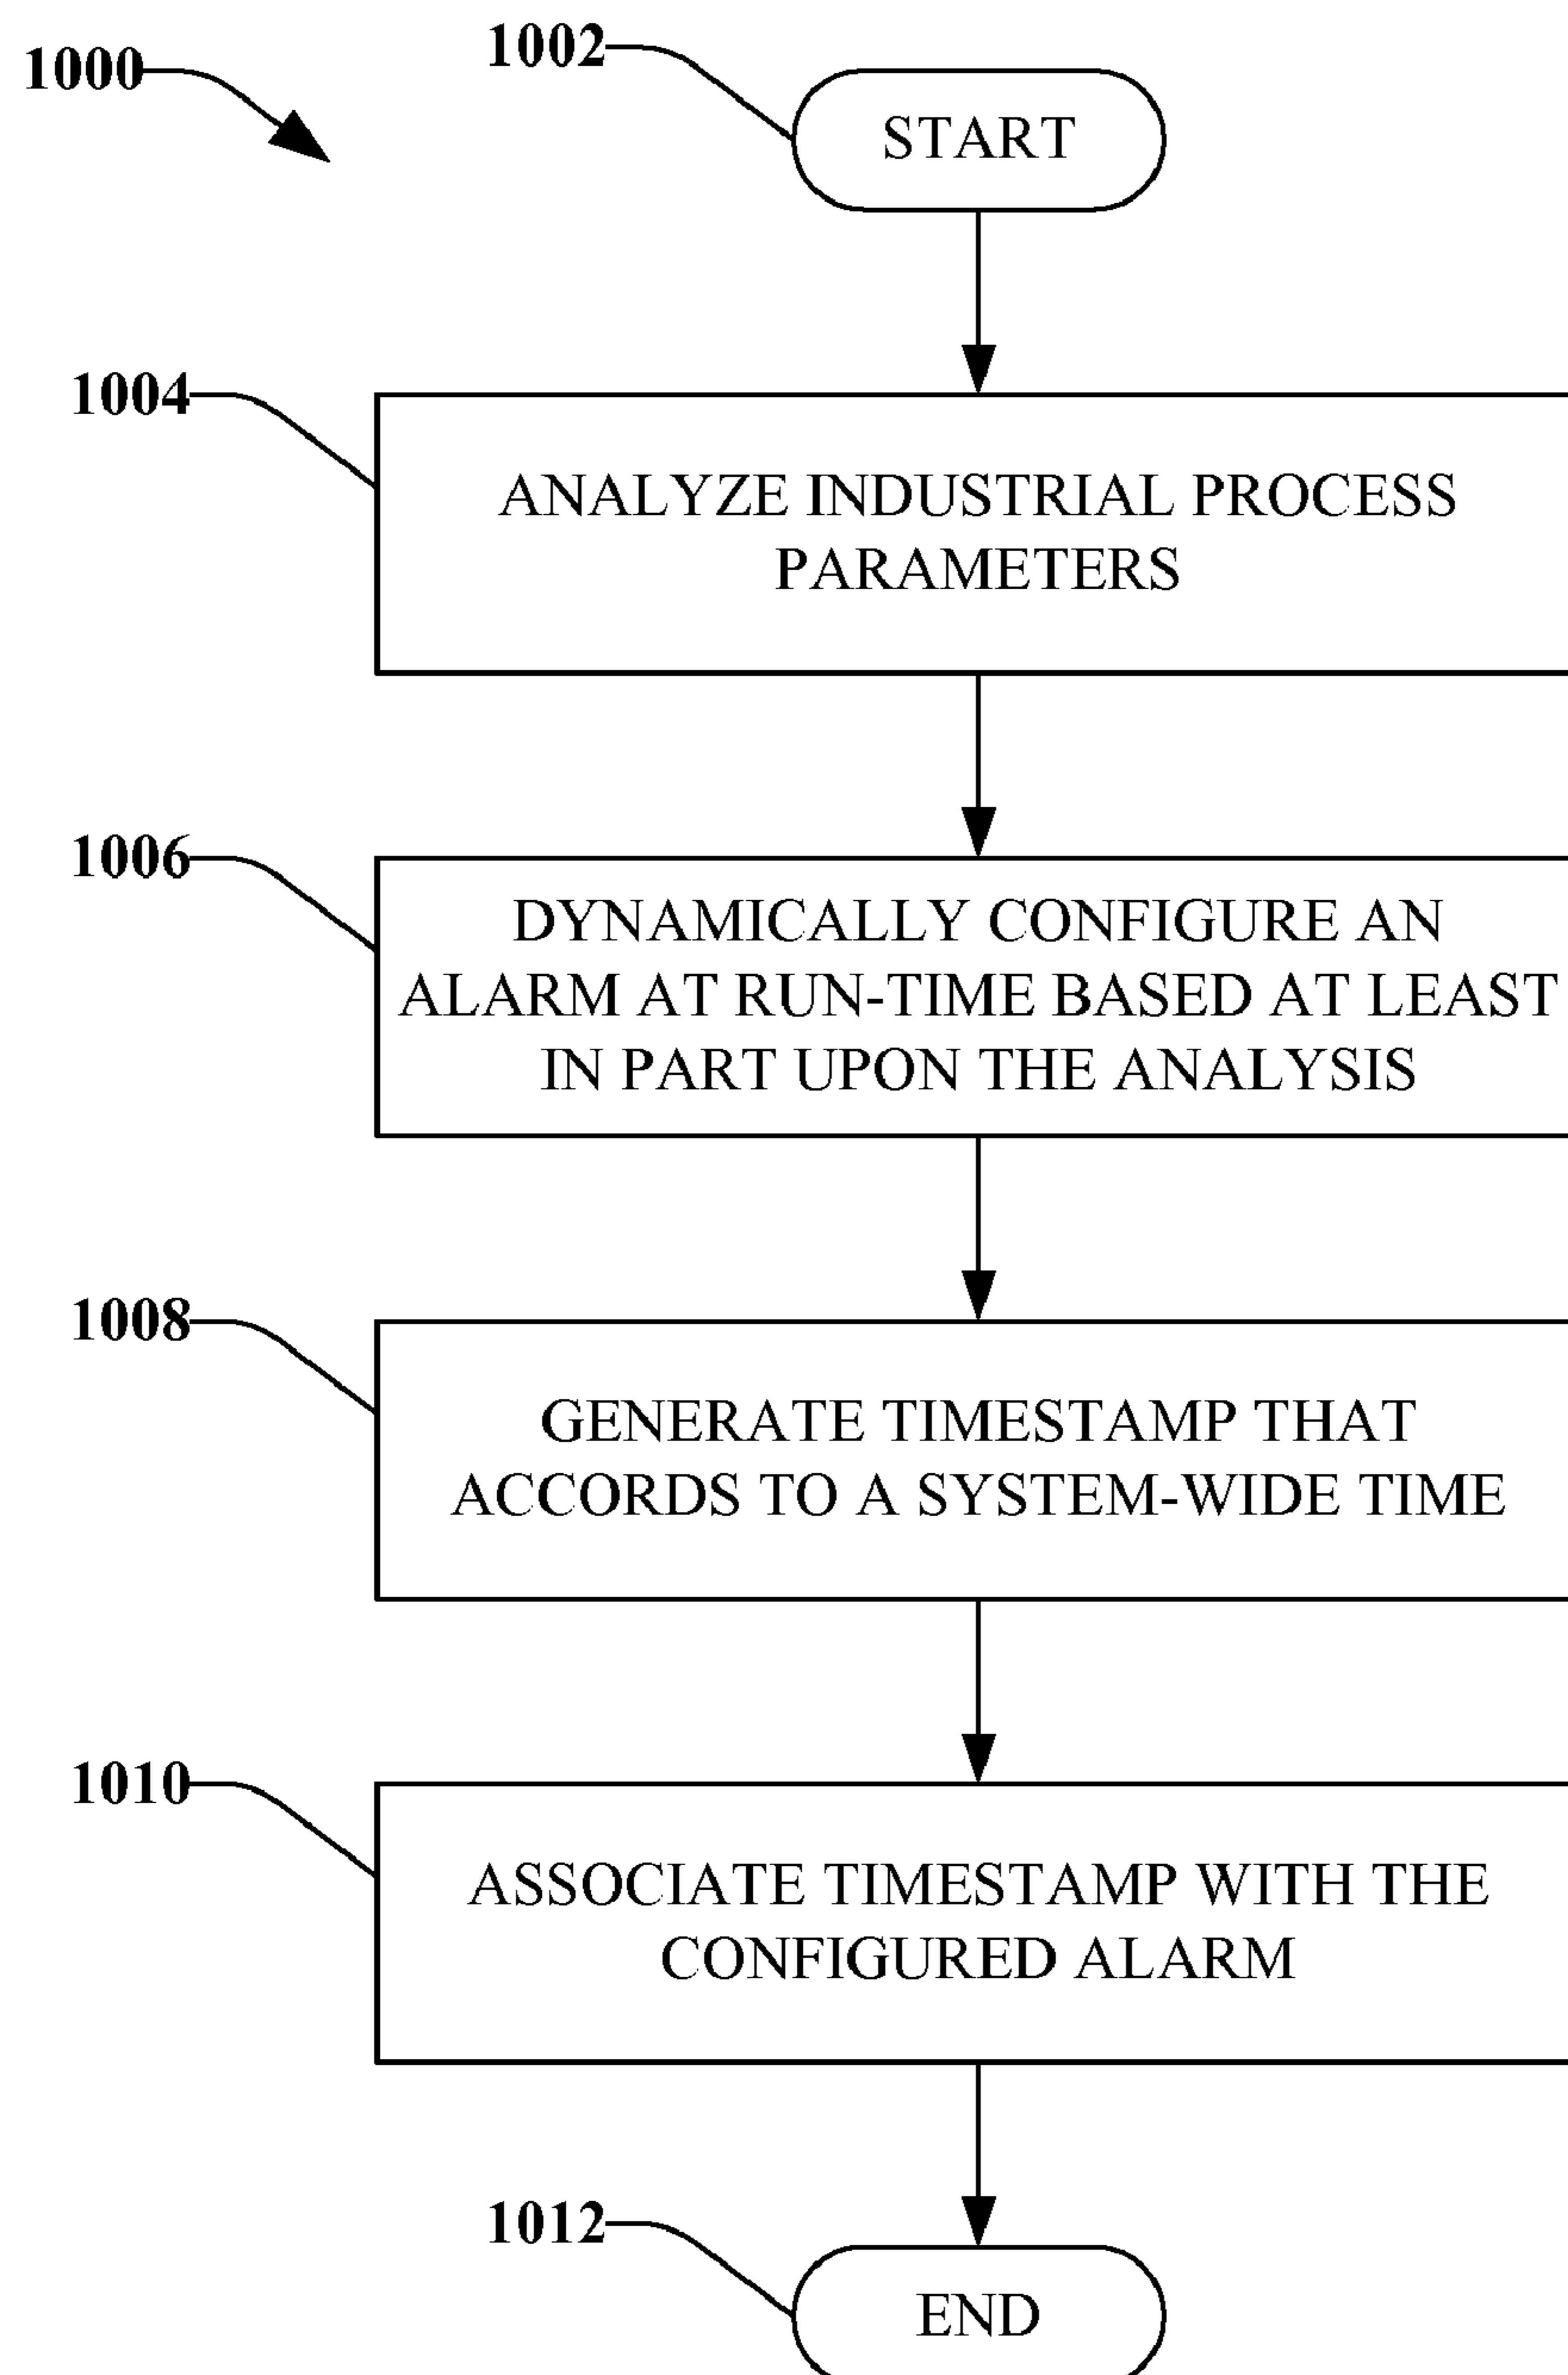 1000
1002
START
1004
ANALYZE INDUSTRIAL PROCESS
PARAMETERS
1006
DYNAMICALLY CONFIGURE AN
ALARM AT RUN-TIME BASED AT LEAST
IN PART UPON THE ANALYSIS
1008
GENERATE TIMESTAMP THAT
ACCORDS TO A SYSTEM-WIDE TIME
1010
ASSOCIATE TIMESTAMP WITH THE
CONFIGURED ALARM
1012
END